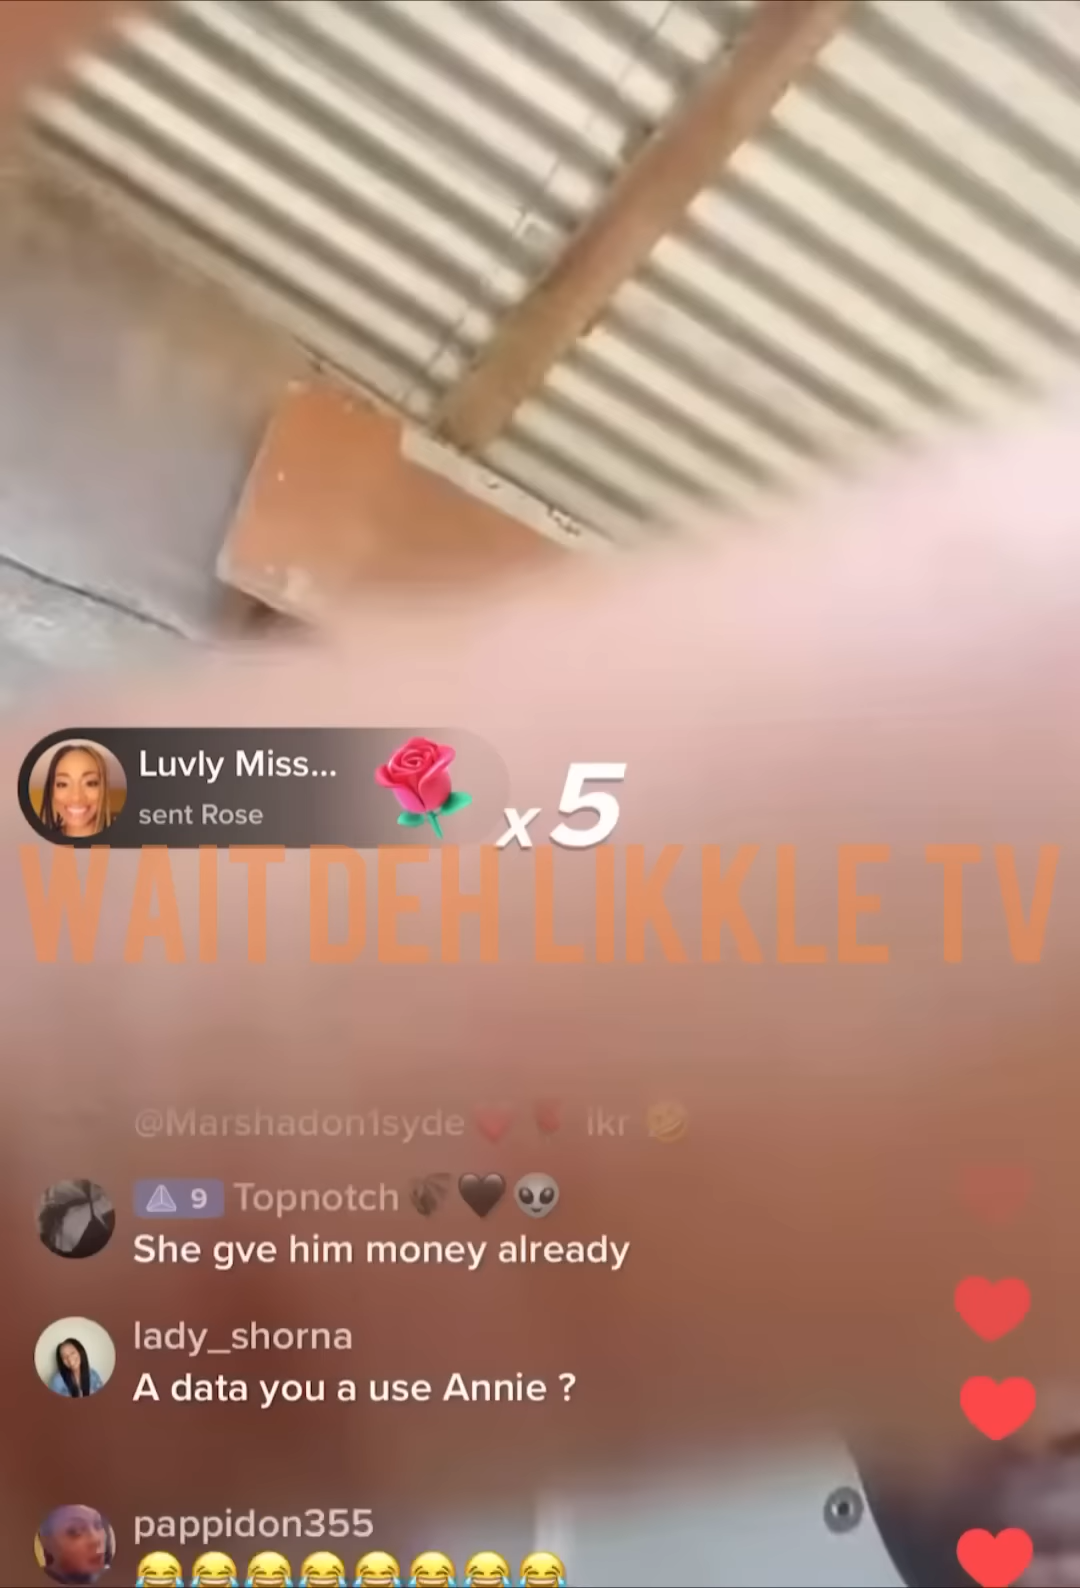 Luvly Miss...
sent Rose
x5
WAIT DEH LIKKLE TV
@Marshadon1syde ❤️🌹 ikr 🤣
9 Topnotch 🖤👽
She gve him money already
lady_shorna
A data you a use Annie ?
pappidon355
😂😂😂😂😂😂😂😂